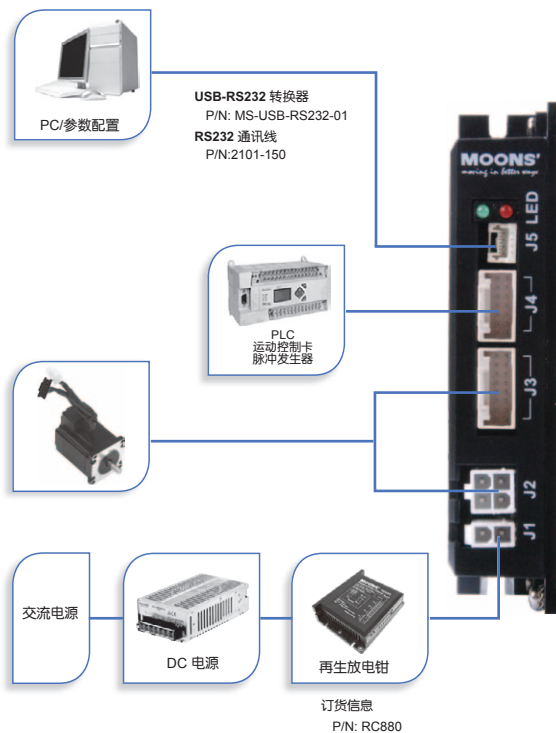 PC/参数配置
USB-RS232 转换器
P/N: MS-USB-RS232-01
RS232 通讯线
P/N:2101-150
MOONS'
moving in better ways
LED
J5
J4
PLC
运动控制卡
脉冲发生器
J3
J2
J1
交流电源
DC 电源
再生放电钳
订货信息
P/N: RC880